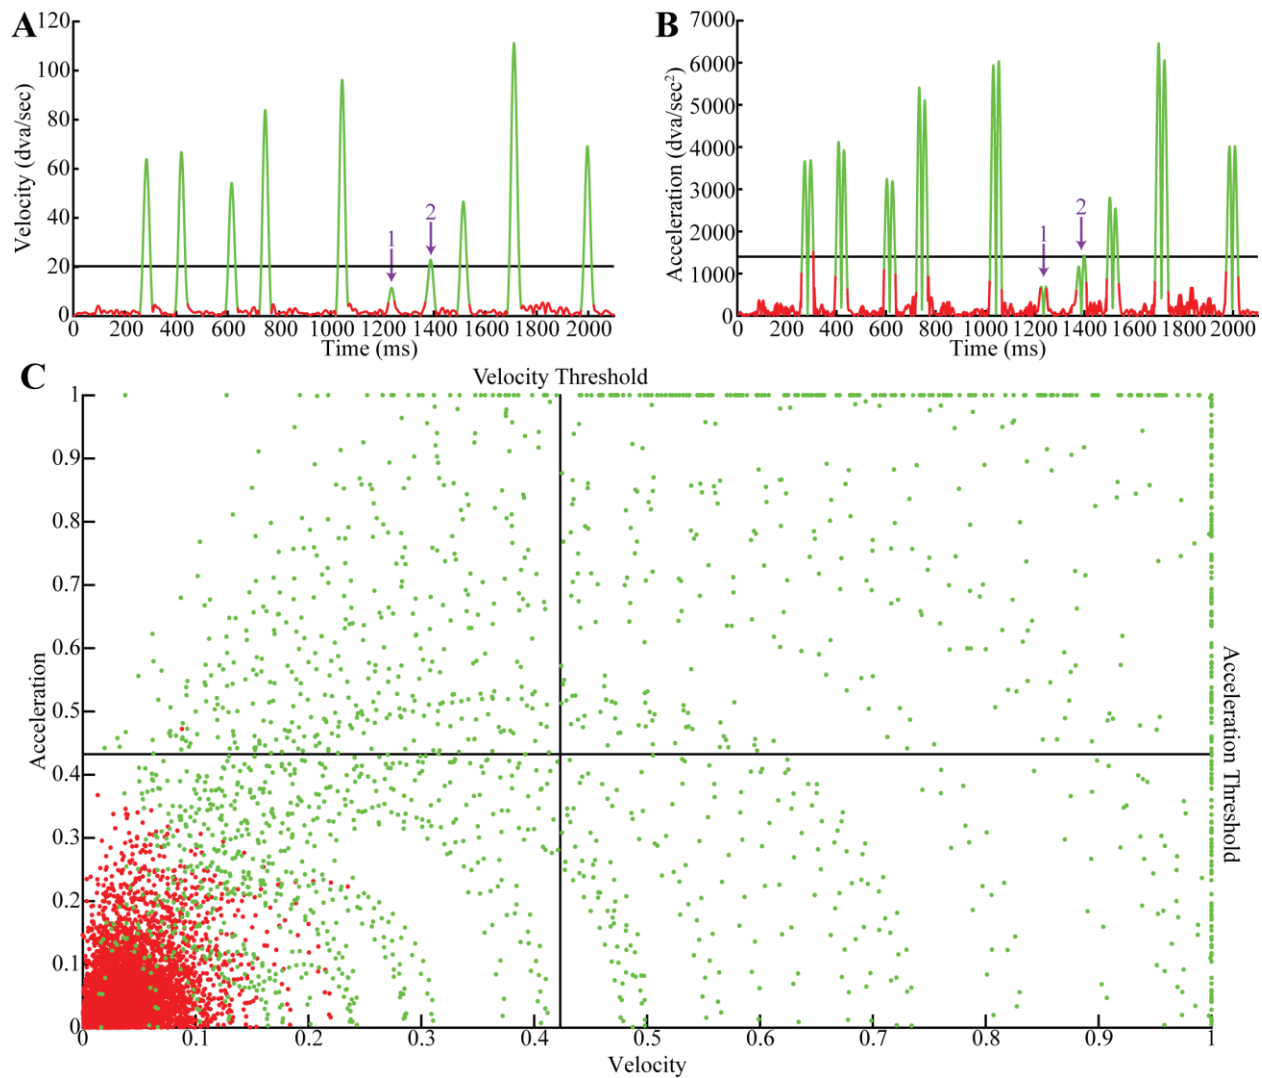 A
120
100
80
60
40
20
0
Velocity (dva/sec)
1
2
0 200 400 600 800 1000 1200 1400 1600 1800 2000
Time (ms)
B
7000
6000
5000
4000
3000
2000
1000
0
Acceleration (dva/sec²)
1
2
0 200 400 600 800 1000 1200 1400 1600 1800 2000
Time (ms)
C
Velocity Threshold
1
0.9
0.8
0.7
0.6
0.5
0.4
0.3
0.2
0.1
0
Acceleration
Acceleration Threshold
0 0.1 0.2 0.3 0.4 0.5 0.6 0.7 0.8 0.9 1
Velocity